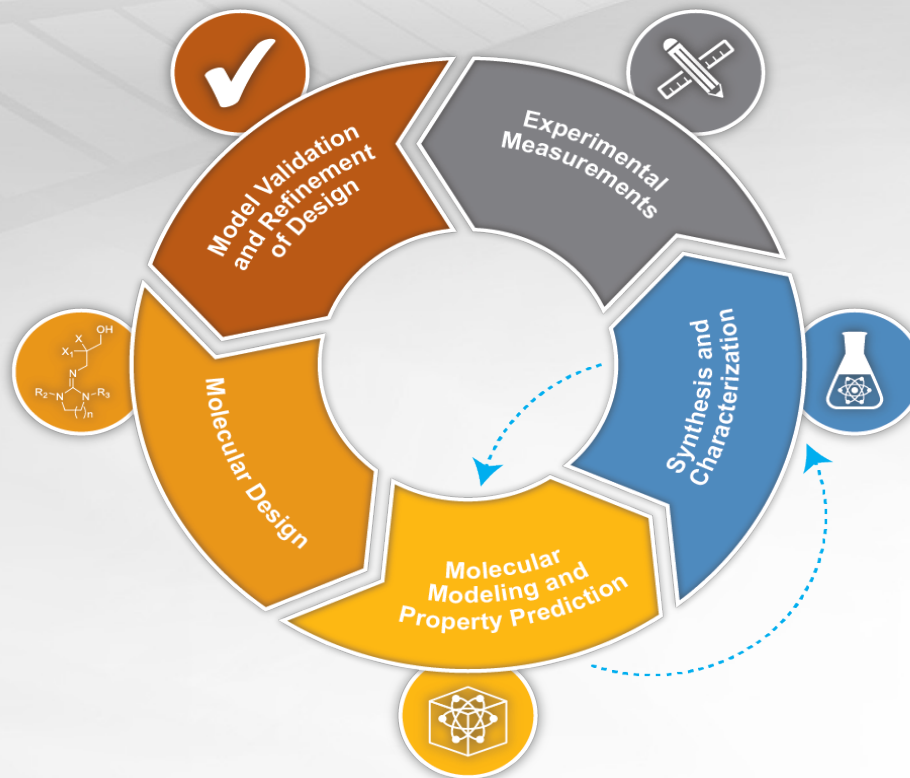 Model Validation
and Refinement
of Design
Experimental
Measurements
OH
X
X₁
N
R₂
N
N
R₃
( )n
Molecular Design
Synthesis and
Characterization
Molecular
Modeling and
Property Prediction